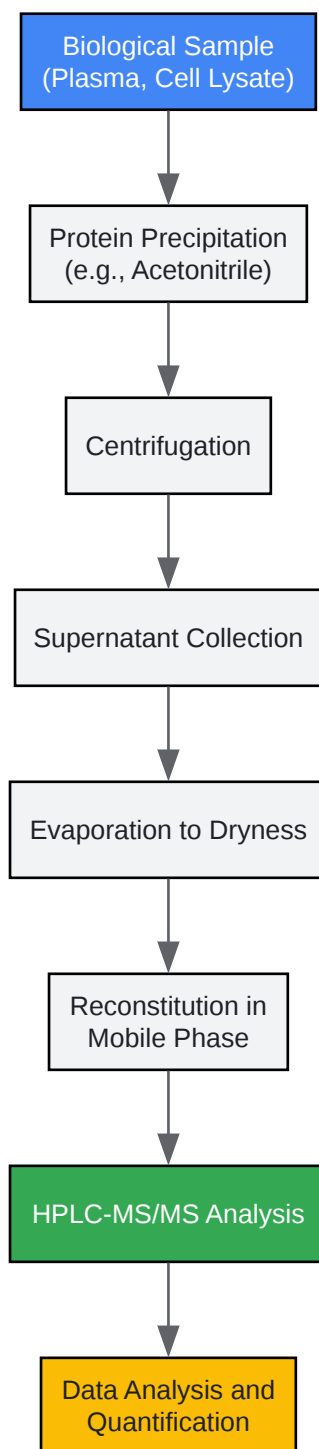 Biological Sample
(Plasma, Cell Lysate)
Protein Precipitation
(e.g., Acetonitrile)
Centrifugation
Supernatant Collection
Evaporation to Dryness
Reconstitution in
Mobile Phase
HPLC-MS/MS Analysis
Data Analysis and
Quantification